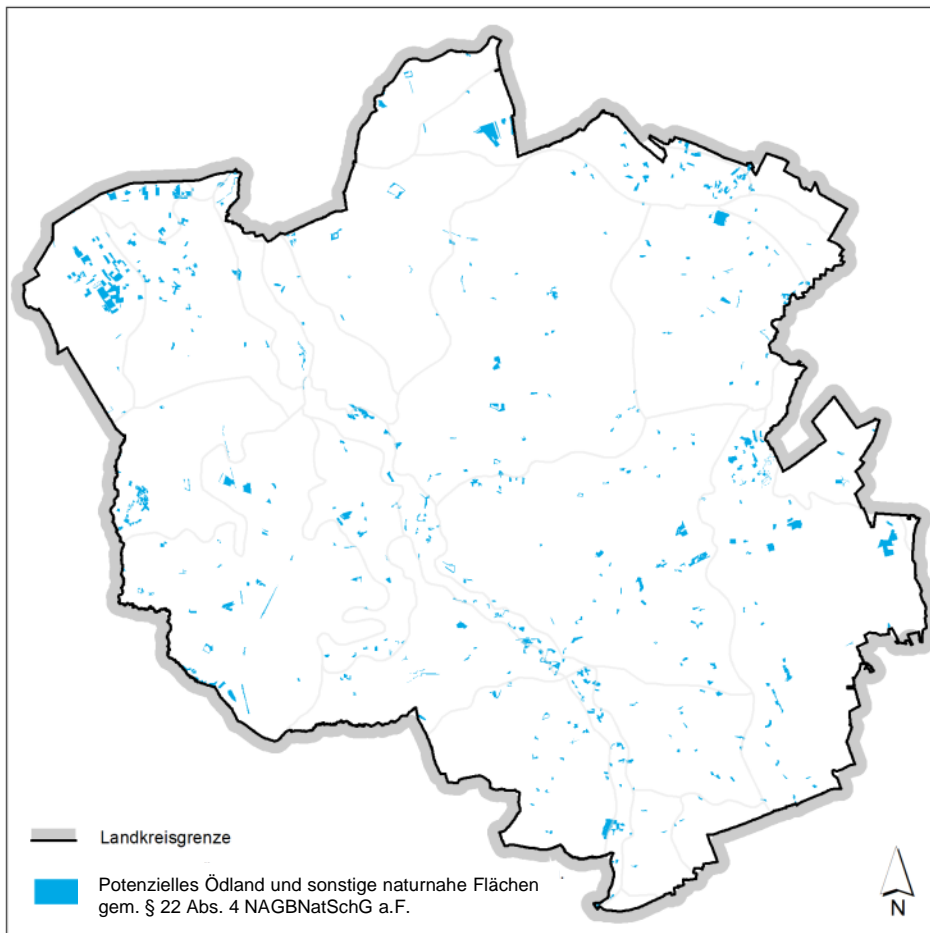 Landkreisgrenze
Potenzielles Ödland und sonstige naturnahe Flächen
gem. § 22 Abs. 4 NAGBNatSchG a.F.
N